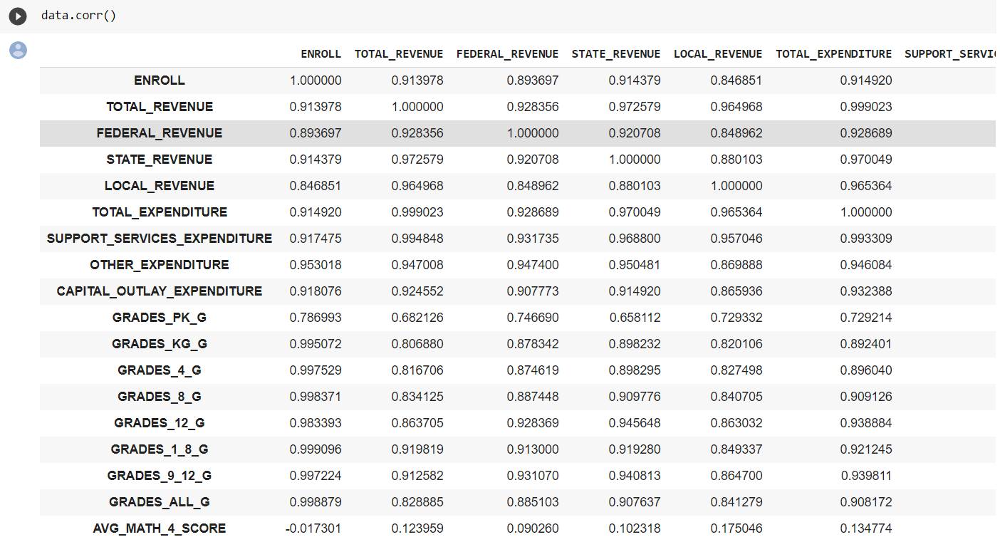 data.corr()
ENROLL TOTAL_REVENUE FEDERAL_REVENUE STATE_REVENUE LOCAL_REVENUE TOTAL_EXPENDITURE SUPPORT_SERVIC
ENROLL 1.000000 0.913978 0.893697 0.914379 0.846851 0.914920
TOTAL_REVENUE 0.913978 1.000000 0.928356 0.972579 0.964968 0.999023
FEDERAL_REVENUE 0.893697 0.928356 1.000000 0.920708 0.848962 0.928689
STATE_REVENUE 0.914379 0.972579 0.920708 1.000000 0.880103 0.970049
LOCAL_REVENUE 0.846851 0.964968 0.848962 0.880103 1.000000 0.965364
TOTAL_EXPENDITURE 0.914920 0.999023 0.928689 0.970049 0.965364 1.000000
SUPPORT_SERVICES_EXPENDITURE 0.917475 0.994848 0.931735 0.968800 0.957046 0.993309
OTHER_EXPENDITURE 0.953018 0.947008 0.947400 0.950481 0.869888 0.946084
CAPITAL_OUTLAY_EXPENDITURE 0.918076 0.924552 0.907773 0.914920 0.865936 0.932388
GRADES_PK_G 0.786993 0.682126 0.746690 0.658112 0.729332 0.729214
GRADES_KG_G 0.995072 0.806880 0.878342 0.898232 0.820106 0.892401
GRADES_4_G 0.997529 0.816706 0.874619 0.898295 0.827498 0.896040
GRADES_8_G 0.998371 0.834125 0.887448 0.909776 0.840705 0.909126
GRADES_12_G 0.983393 0.863705 0.928369 0.945648 0.863032 0.938884
GRADES_1_8_G 0.999096 0.919819 0.913000 0.919280 0.849337 0.921245
GRADES_9_12_G 0.997224 0.912582 0.931070 0.940813 0.864700 0.939811
GRADES_ALL_G 0.998879 0.828885 0.885103 0.907637 0.841279 0.908172
AVG_MATH_4_SCORE -0.017301 0.123959 0.090260 0.102318 0.175046 0.134774